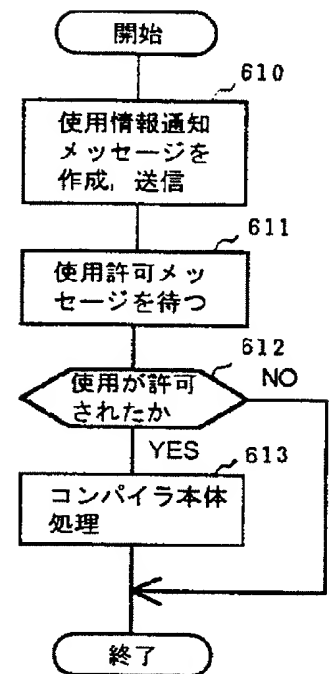 開始
610
使用情報通知
メッセージを
作成，送信
611
使用許可メッ
セージを待つ
612
使用が許可
されたか
NO
YES
613
コンパイラ本体
処理
終了